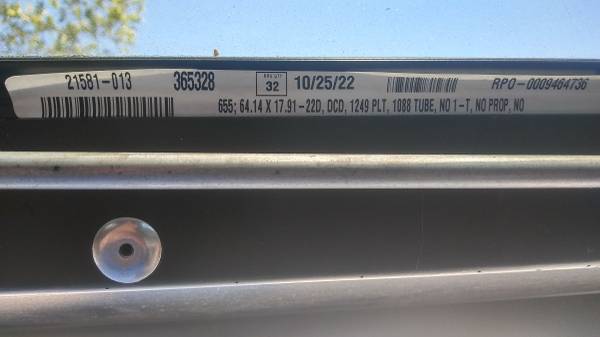 21581-013 365328 32 10/25/22 RPO-0009464736
655; 64.14 X 17.91-22D, DCD, 1249 PLT, 1088 TUBE, NO 1-T, NO PROP, NO